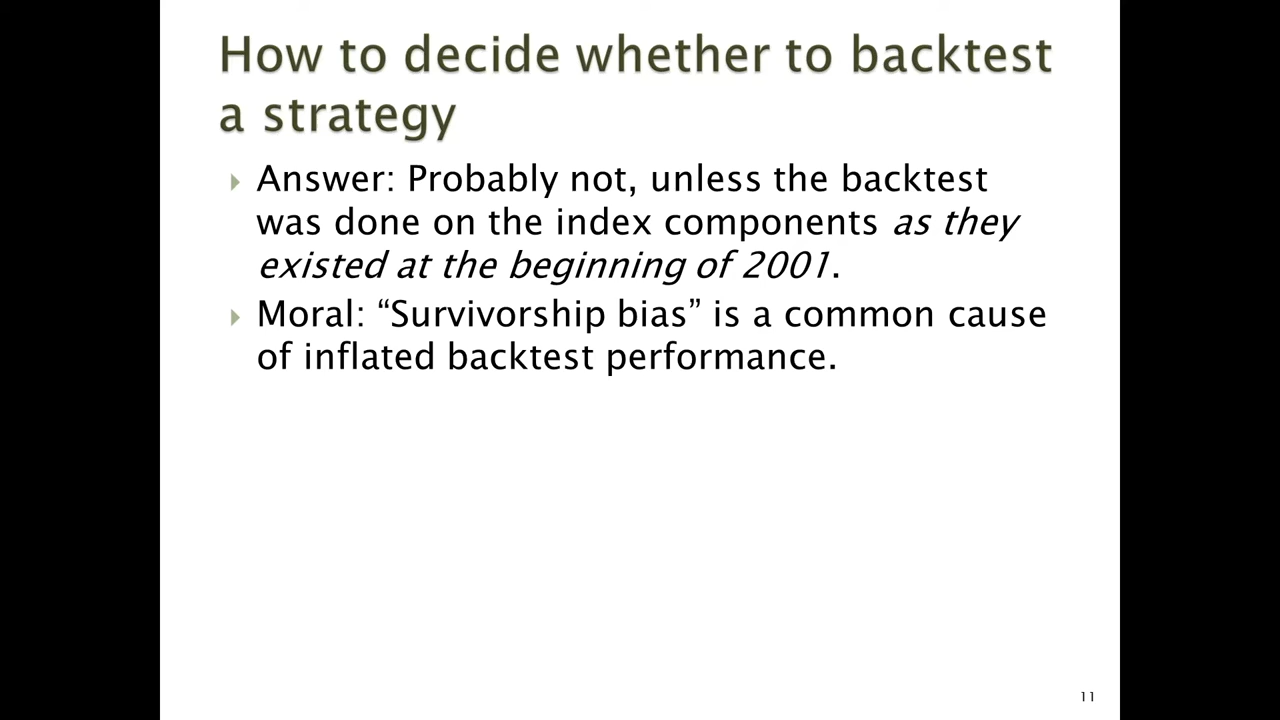 How to decide whether to backtest
a strategy
Answer: Probably not, unless the backtest
was done on the index components as they
existed at the beginning of 2001.
Moral: “Survivorship bias” is a common cause
of inflated backtest performance.
11